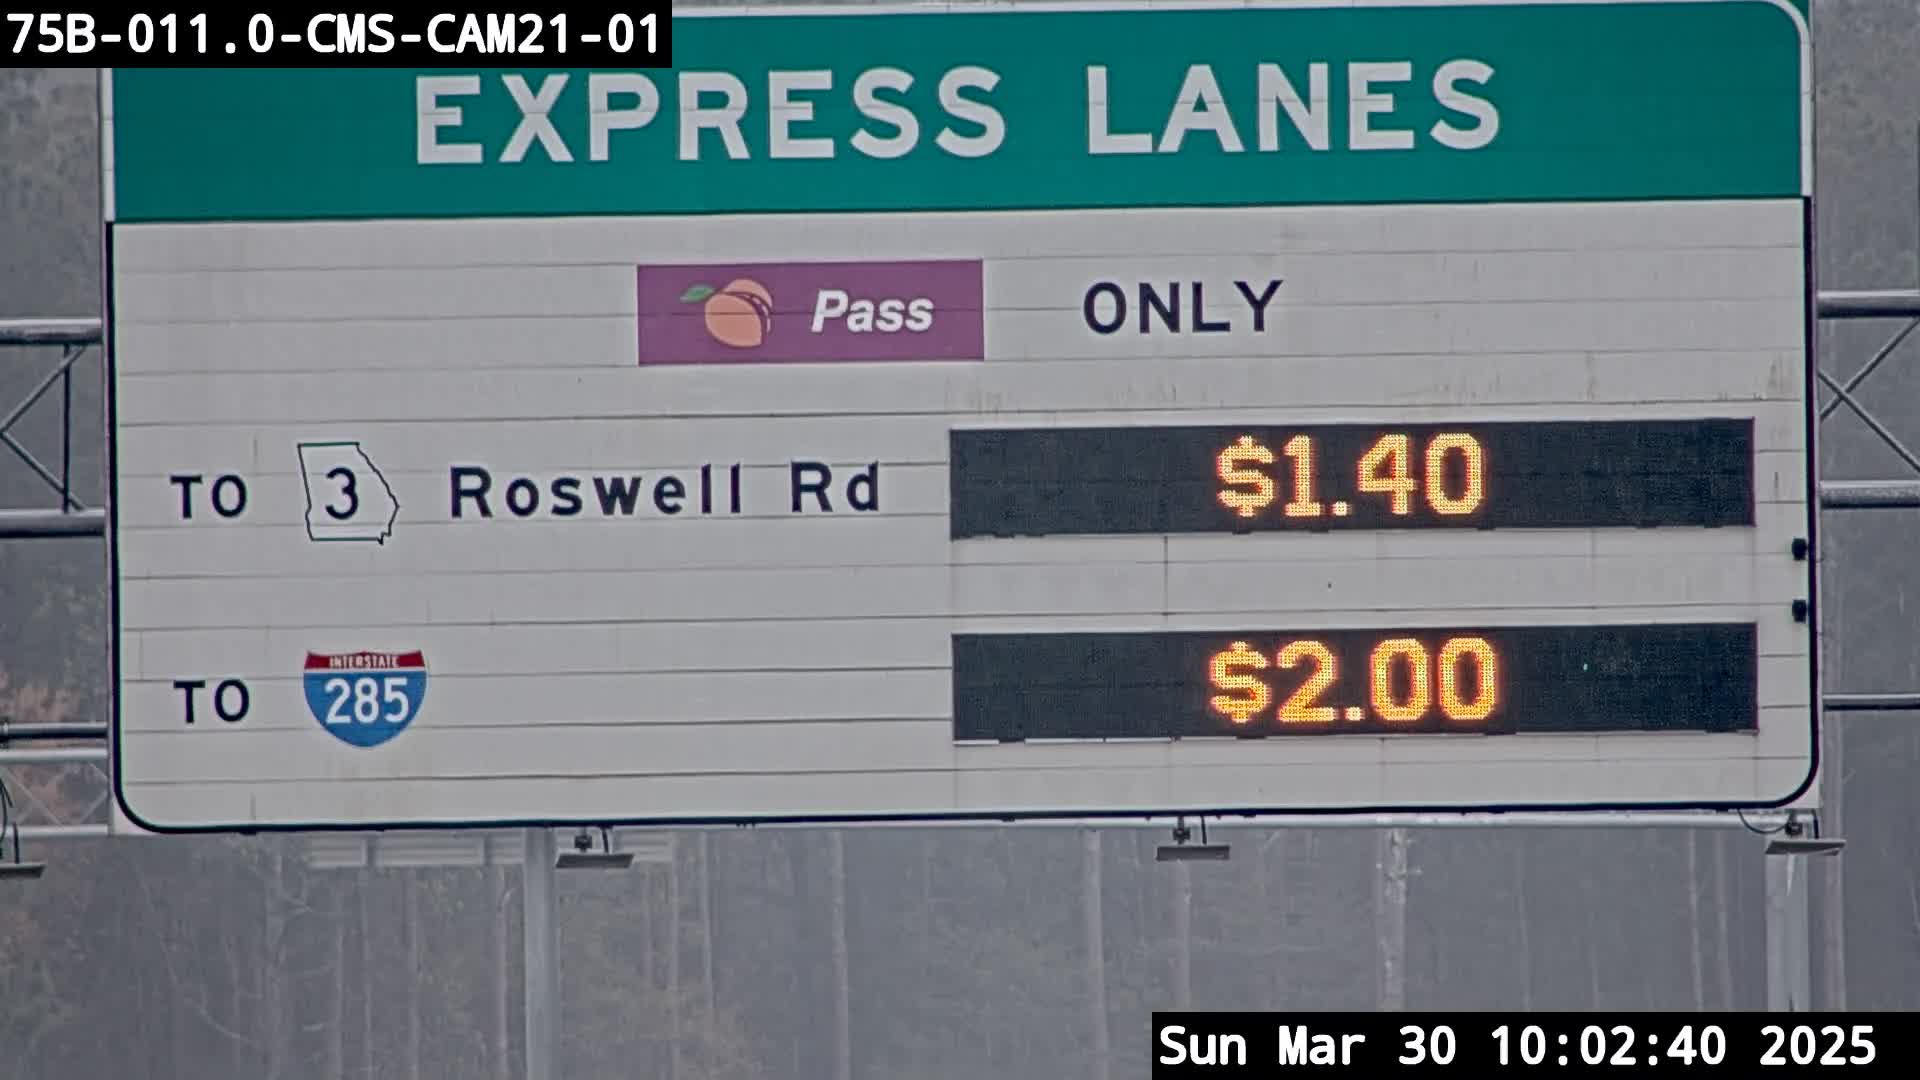 75B-011.0-CMS-CAM21-01
EXPRESS LANES
Pass ONLY
TO 3 Roswell Rd $1.40
TO INTERSTATE 285 $2.00
Sun Mar 30 10:02:40 2025